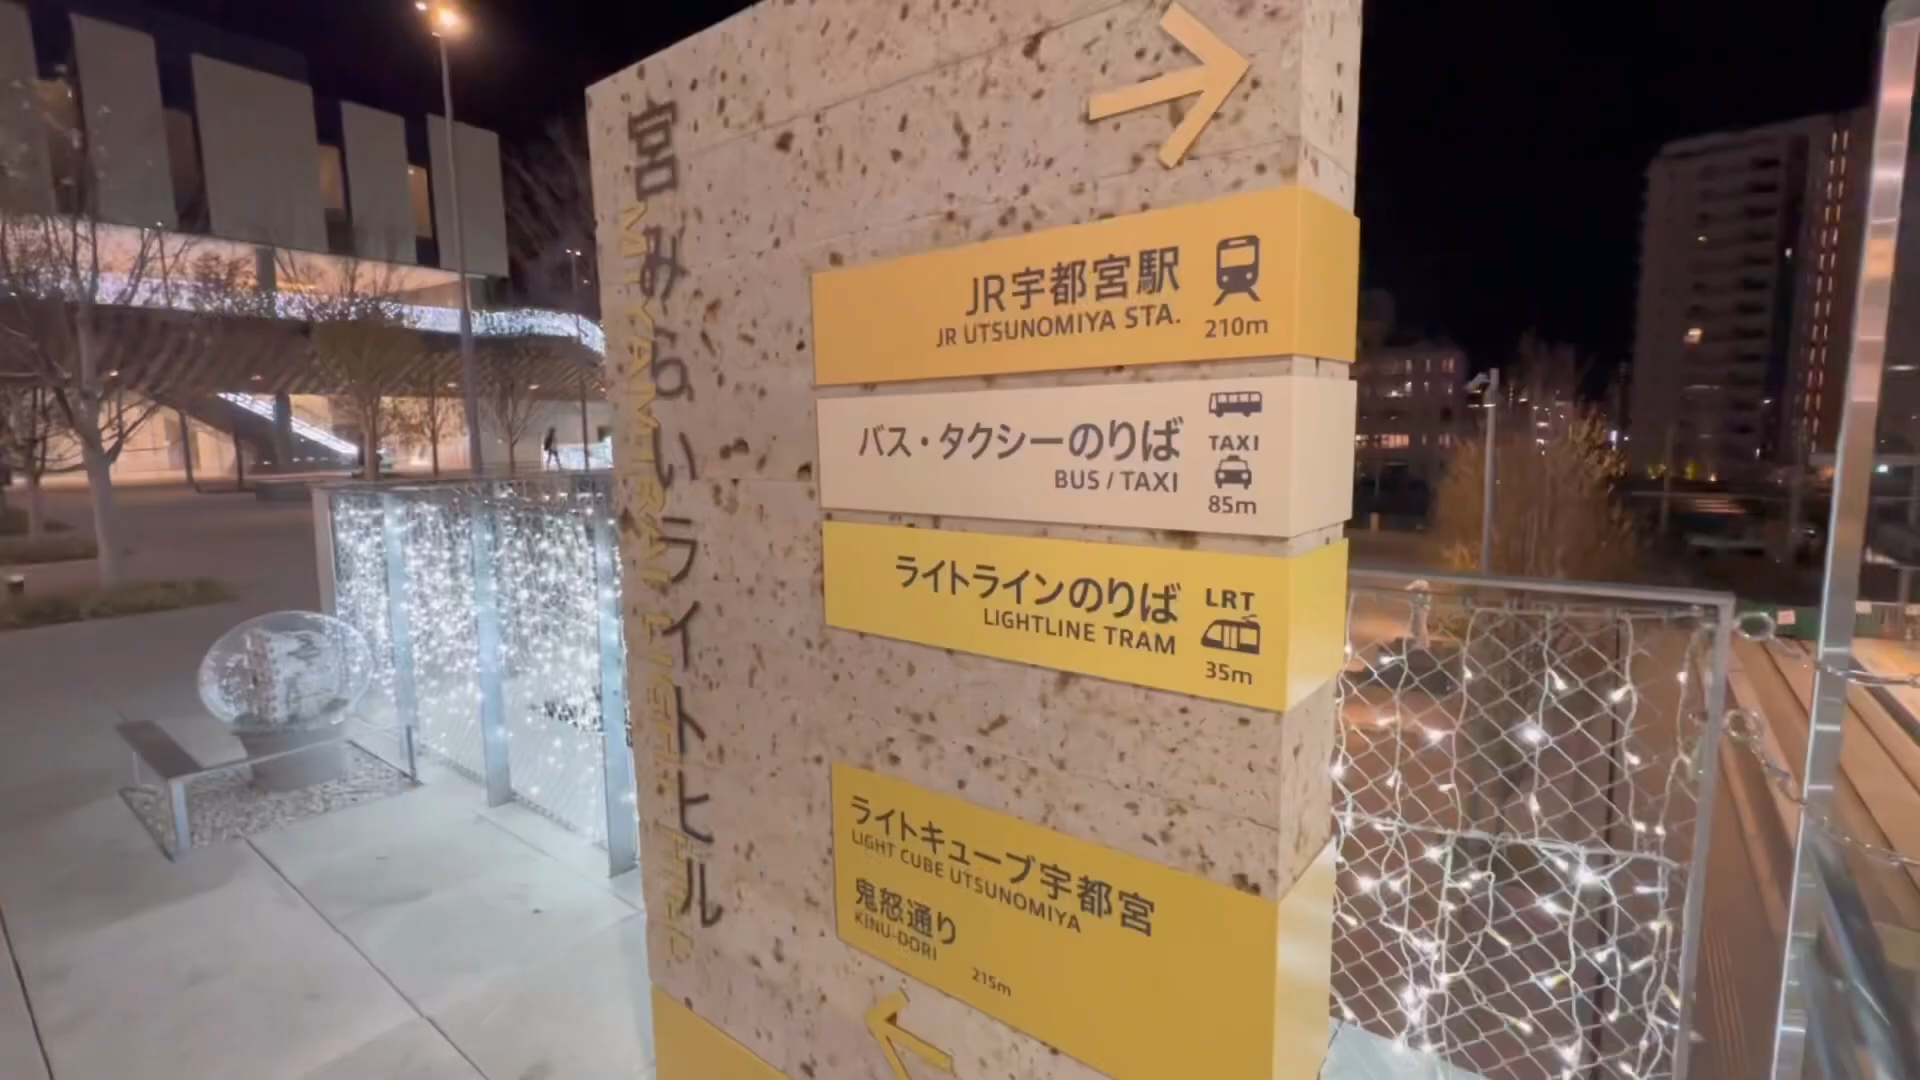 宮みらいライトヒル
MIYAMIRAI LIGHT HILL
JR宇都宮駅
JR UTSUNOMIYA STA.
210m
バス・タクシーのりば
BUS / TAXI
TAXI
85m
ライトラインのりば
LIGHTLINE TRAM
LRT
35m
ライトキューブ宇都宮
LIGHT CUBE UTSUNOMIYA
鬼怒通り
KINU-DORI
215m